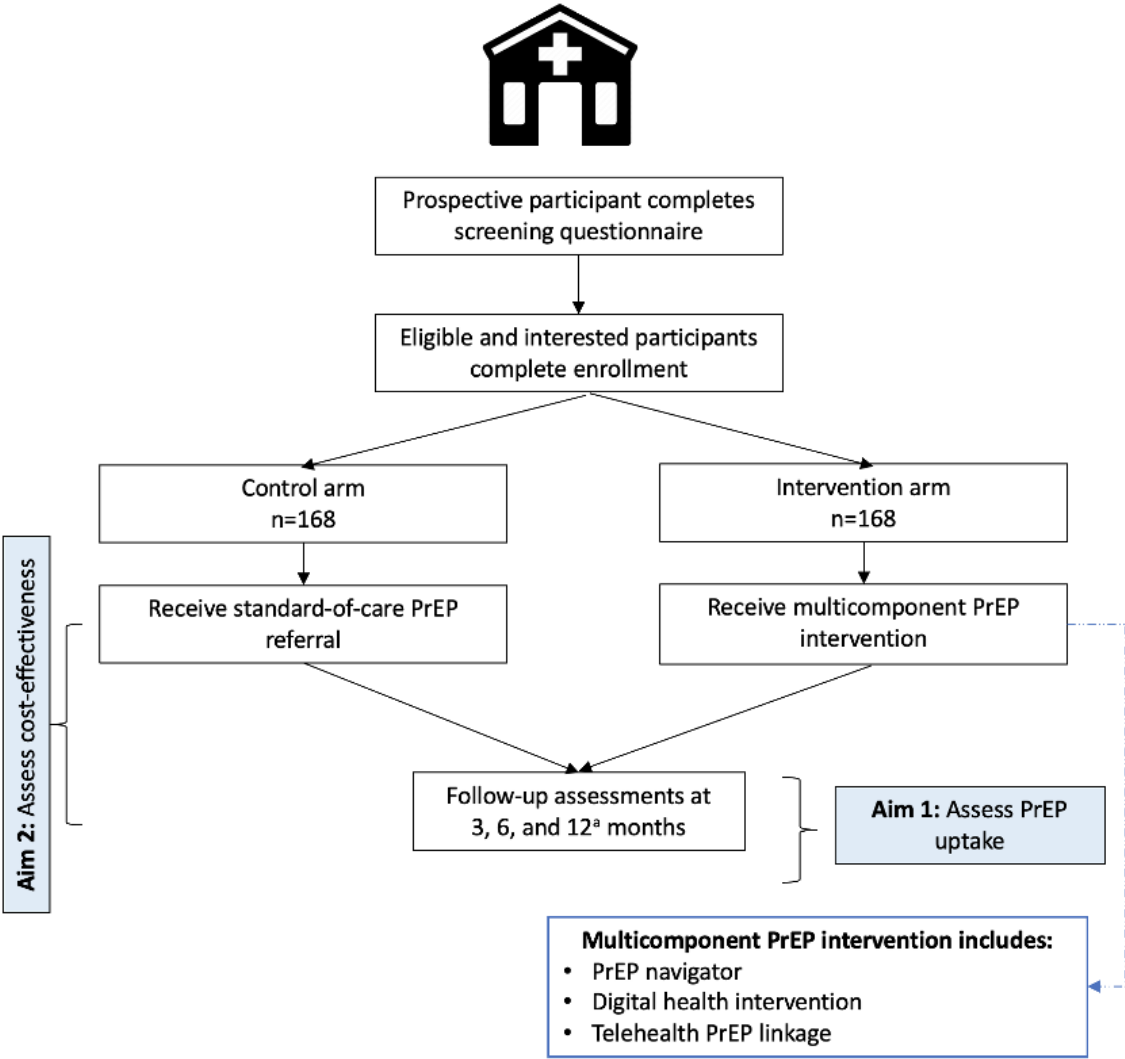 Prospective participant completes
screening questionnaire
Eligible and interested participants
complete enrollment
Control arm
n=168
Intervention arm
n=168
Receive standard-of-care PrEP
referral
Receive multicomponent PrEP
intervention
Aim 2: Assess cost-effectiveness
Follow-up assessments at
3, 6, and 12ᵃ months
Aim 1: Assess PrEP
uptake
Multicomponent PrEP intervention includes:
• PrEP navigator
• Digital health intervention
• Telehealth PrEP linkage